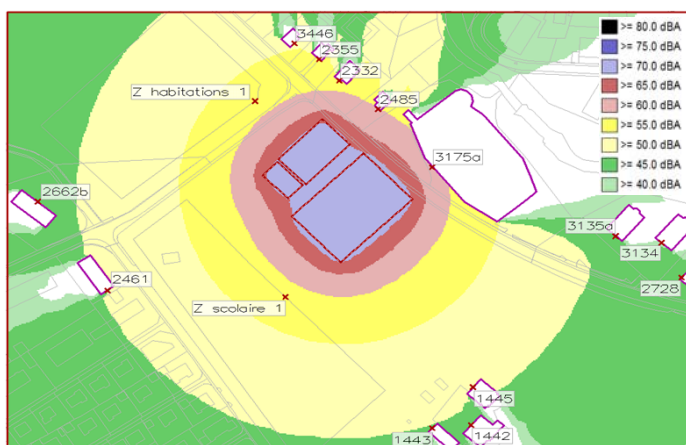 3446
2355
2332
Z habitations 1
2485
3175a
>= 80.0 dBA
>= 75.0 dBA
>= 70.0 dBA
>= 65.0 dBA
>= 60.0 dBA
>= 55.0 dBA
>= 50.0 dBA
>= 45.0 dBA
>= 40.0 dBA
2662b
3135a
3134
2461
2728
Z scolaire 1
1445
1443
1442